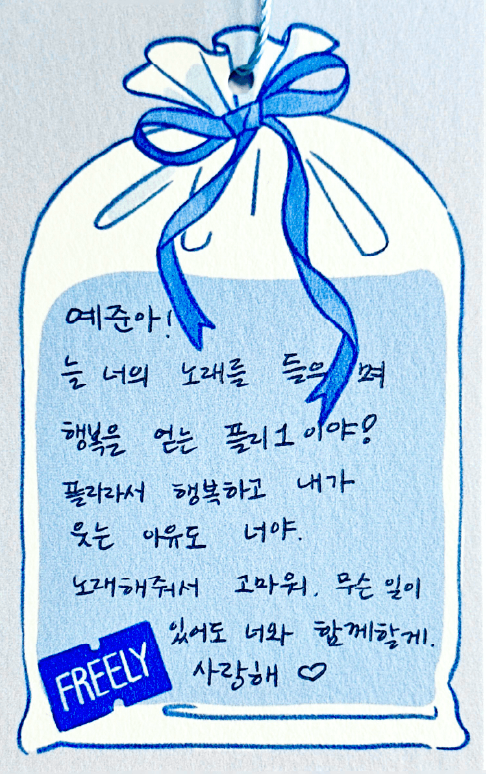 예준아!
늘 너의 노래를 들으며
행복을 얻는 플리1이야?
플리라서 행복하고 내가
웃는 이유도 너야.
노래해줘서 고마워. 무슨 일이
있어도 너와 함께할게.
사랑해 ♡
FREELY